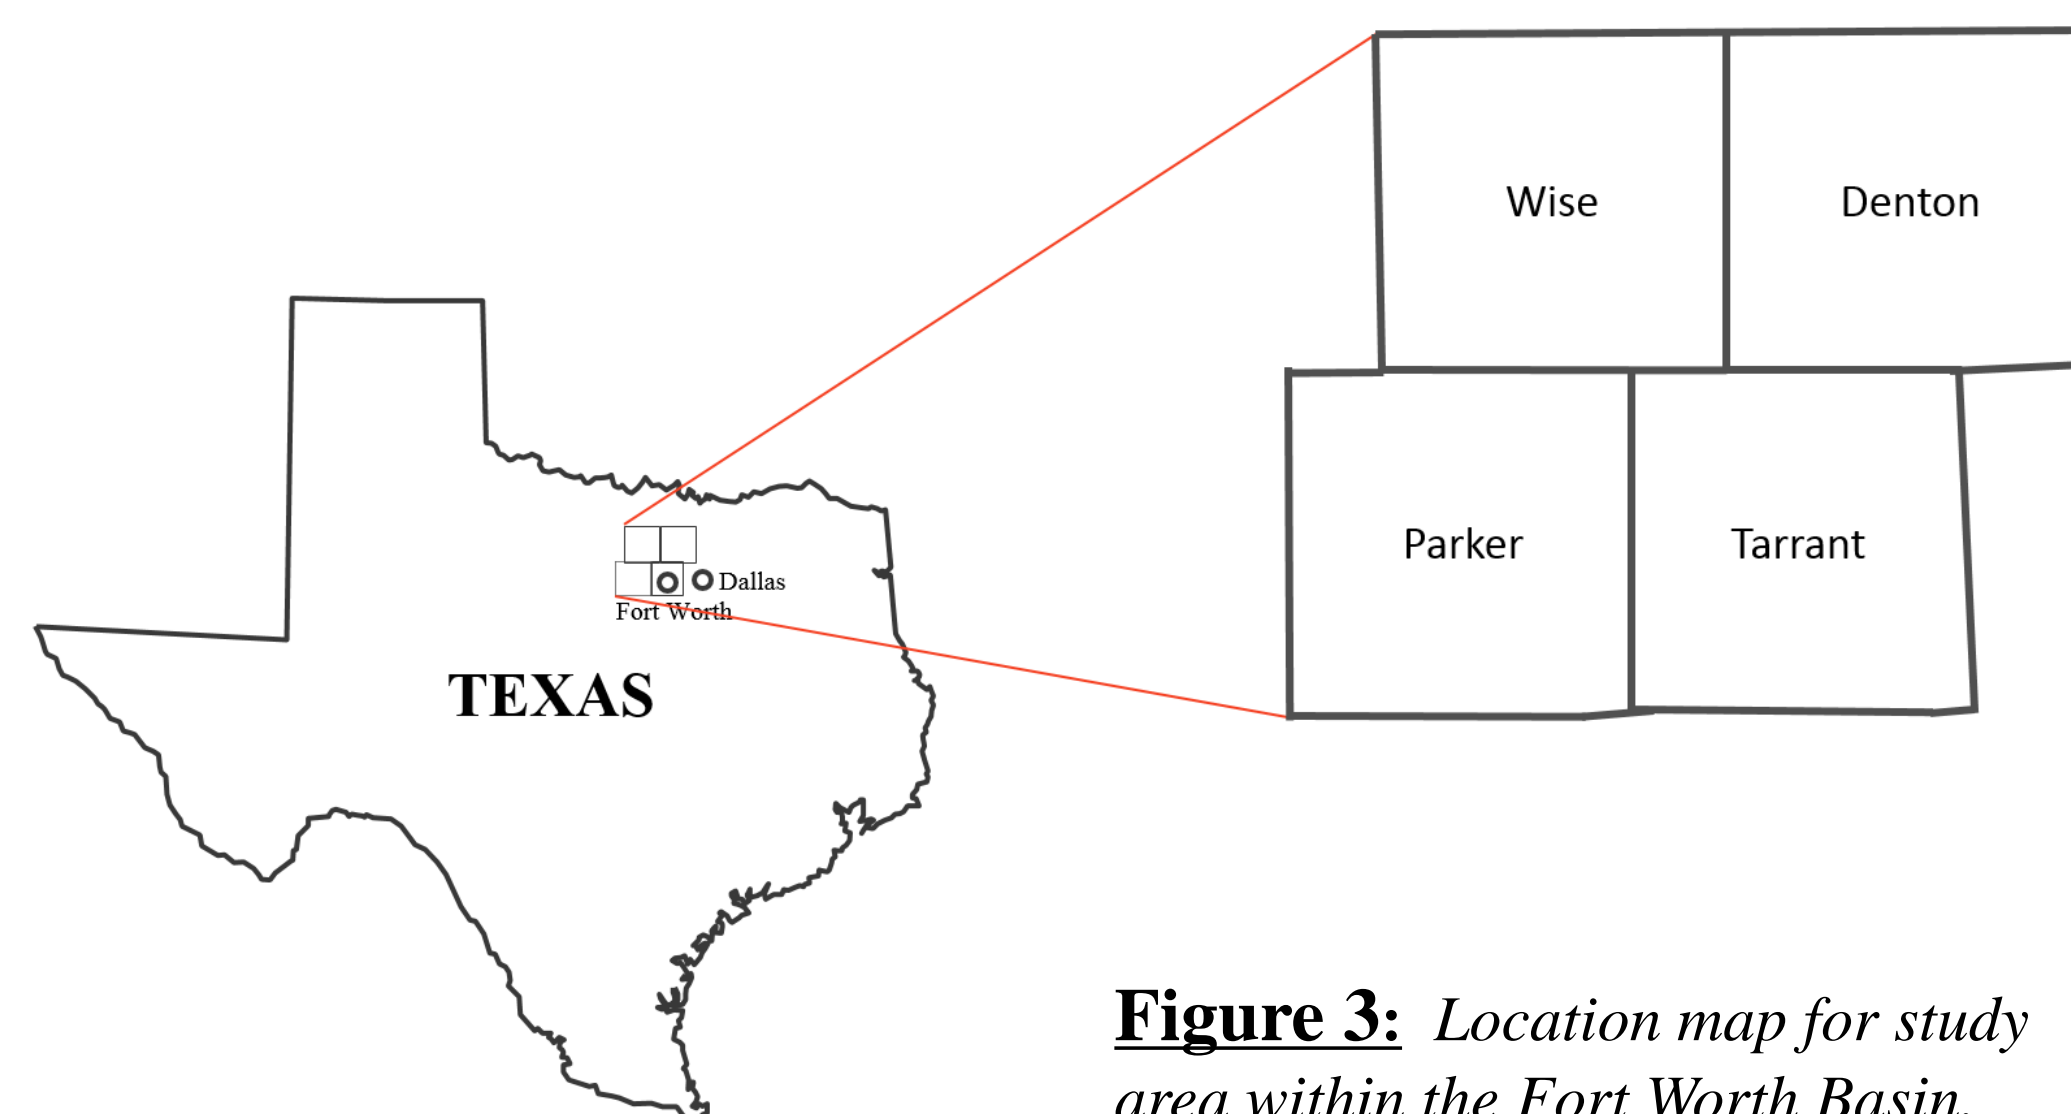 Wise
Denton
Parker
Tarrant
Dallas
Fort Worth
TEXAS
Figure 3: Location map for study
area within the Fort Worth Basin.